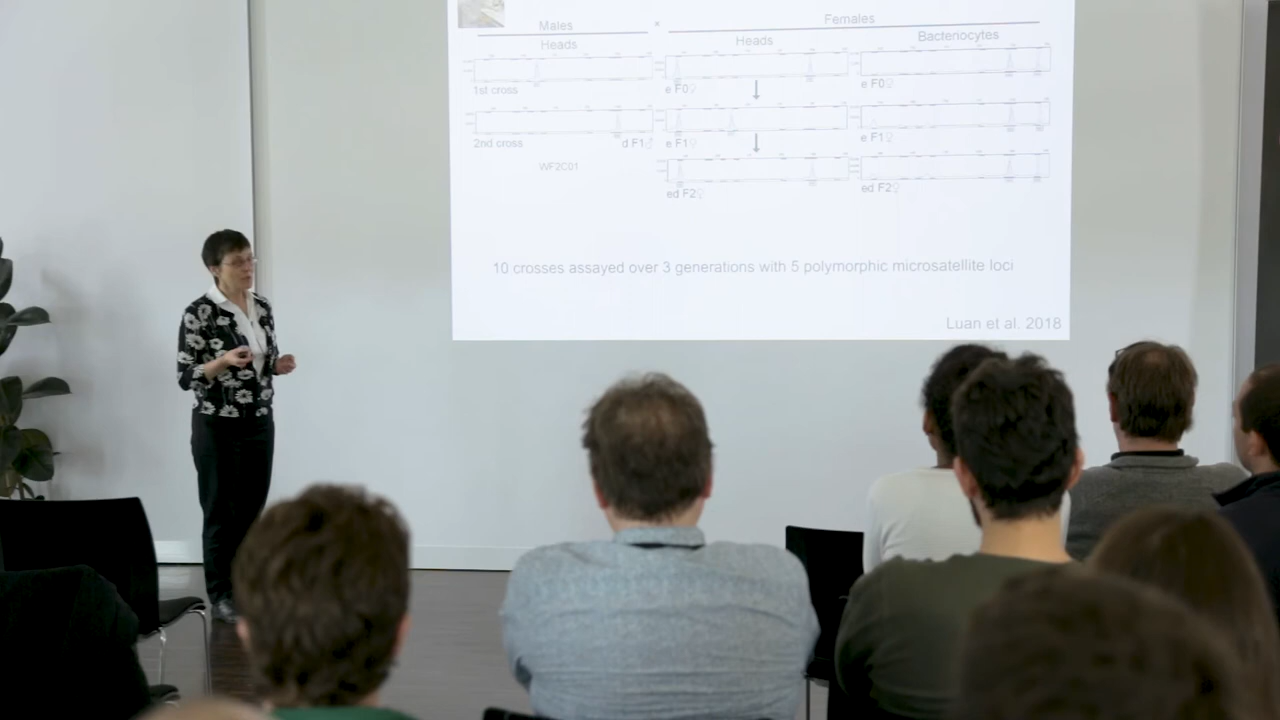 Males × Females
Heads Heads Bacteriocytes
1st cross e F0♀ e F0♀
2nd cross d F1♂ e F1♀ e F1♀
WF2C01
ed F2♀ ed F2♀
10 crosses assayed over 3 generations with 5 polymorphic microsatellite loci
Luan et al. 2018